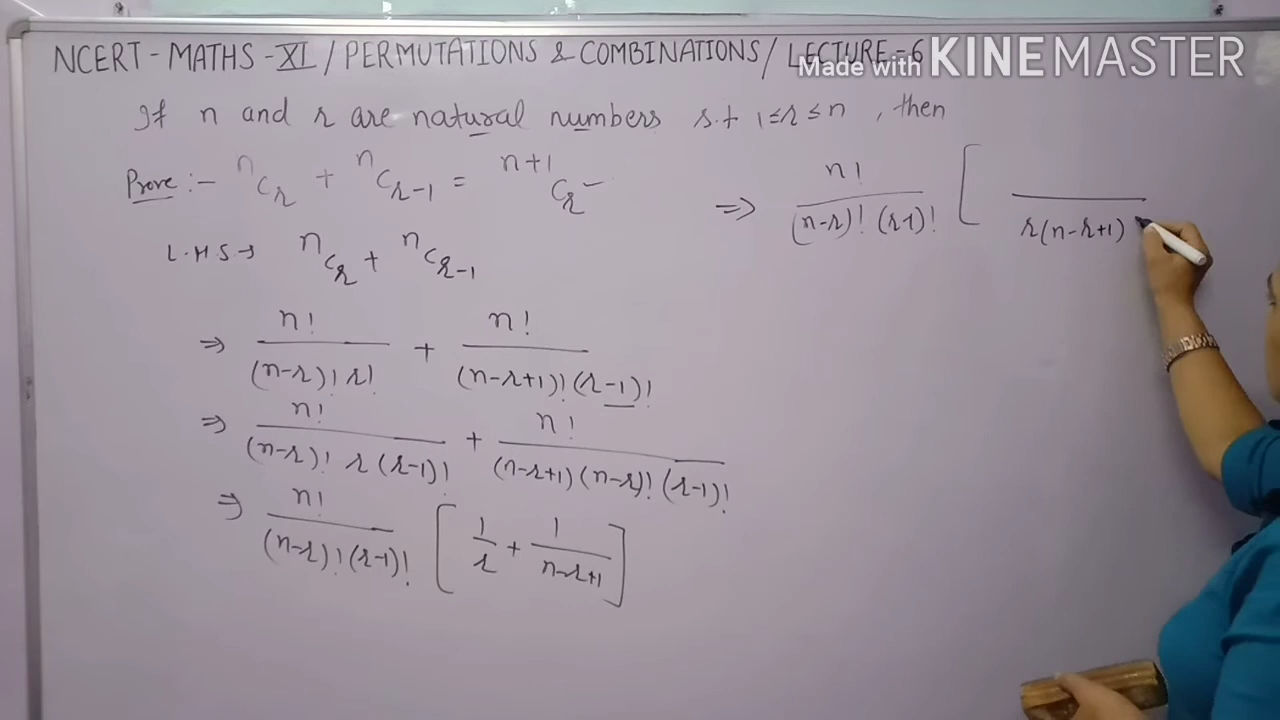 NCERT - MATHS - XI / PERMUTATIONS & COMBINATIONS / LECTURE - 6
Made with KINEMASTER
If n and r are natural numbers s.t 1 ≤ r ≤ n , then
Prove :- ⁿCᵣ + ⁿCᵣ₋₁ = ⁿ⁺¹Cᵣ
L.H.S → ⁿCᵣ + ⁿCᵣ₋₁
⇒ n! / (n-r)! r! + n! / (n-r+1)! (r-1)!
⇒ n! / (n-r)! r (r-1)! + n! / (n-r+1) (n-r)! (r-1)!
⇒ n! / (n-r)! (r-1)! [ 1/r + 1/n-r+1 ]
⇒ n! / (n-r)! (r-1)! [ / r(n-r+1)